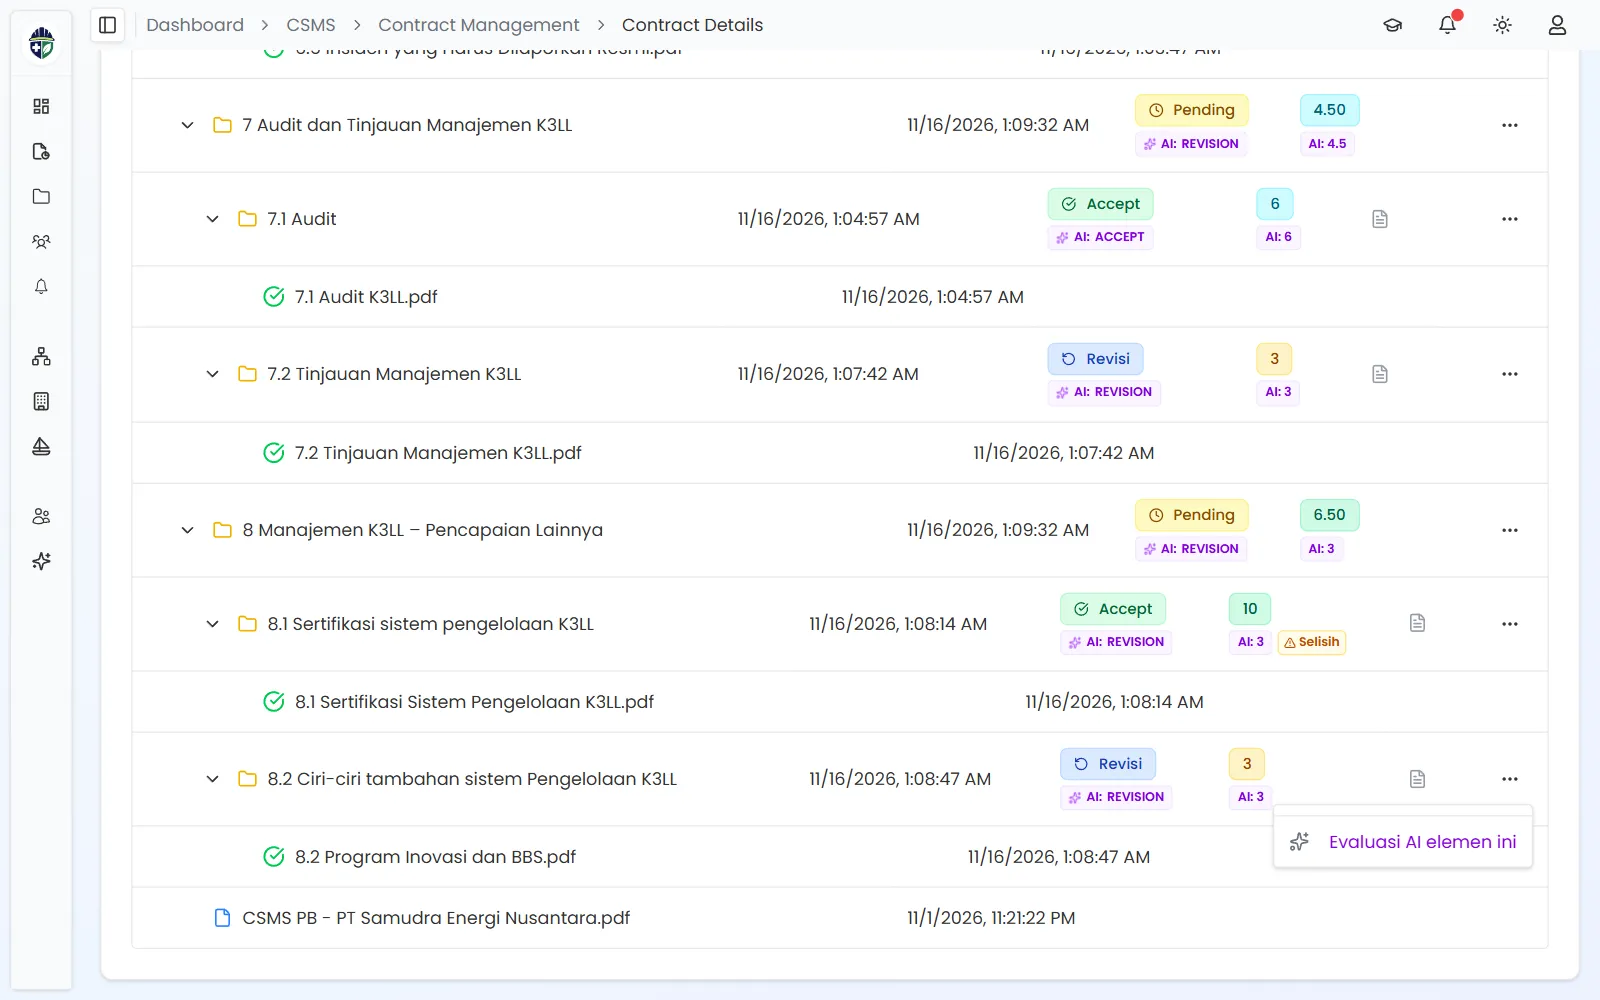 Dashboard > CSMS > Contract Management > Contract Details
7 Audit dan Tinjauan Manajemen K3LL 11/16/2026, 1:09:32 AM Pending 4.50
AI: REVISION AI: 4.5
7.1 Audit 11/16/2026, 1:04:57 AM Accept 6
AI: ACCEPT AI: 6
7.1 Audit K3LL.pdf 11/16/2026, 1:04:57 AM
7.2 Tinjauan Manajemen K3LL 11/16/2026, 1:07:42 AM Revisi 3
AI: REVISION AI: 3
7.2 Tinjauan Manajemen K3LL.pdf 11/16/2026, 1:07:42 AM
8 Manajemen K3LL – Pencapaian Lainnya 11/16/2026, 1:09:32 AM Pending 6.50
AI: REVISION AI: 3
8.1 Sertifikasi sistem pengelolaan K3LL 11/16/2026, 1:08:14 AM Accept 10
AI: REVISION AI: 3 Selisih
8.1 Sertifikasi Sistem Pengelolaan K3LL.pdf 11/16/2026, 1:08:14 AM
8.2 Ciri-ciri tambahan sistem Pengelolaan K3LL 11/16/2026, 1:08:47 AM Revisi 3
AI: REVISION AI: 3
Evaluasi AI elemen ini
8.2 Program Inovasi dan BBS.pdf 11/16/2026, 1:08:47 AM
CSMS PB - PT Samudra Energi Nusantara.pdf 11/1/2026, 11:21:22 PM